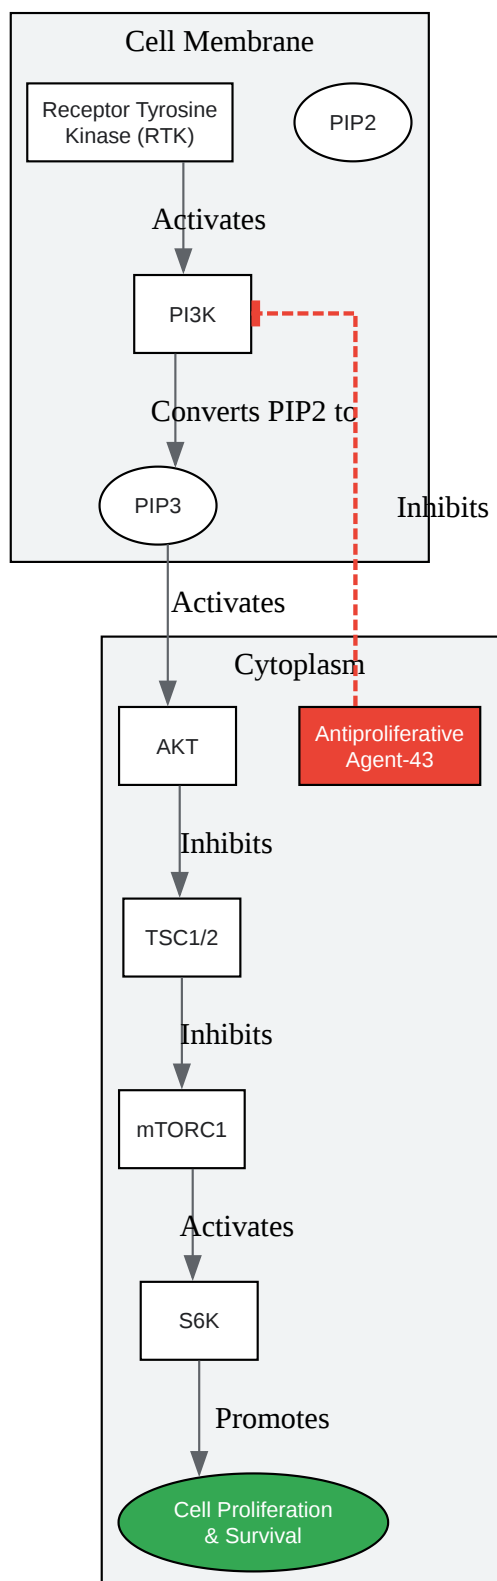 Cell Membrane
Receptor Tyrosine
Kinase (RTK)
PIP2
Activates
PI3K
Converts PIP2 to
PIP3
Inhibits
Activates
Cytoplasm
AKT
Antiproliferative
Agent-43
Inhibits
TSC1/2
Inhibits
mTORC1
Activates
S6K
Promotes
Cell Proliferation
& Survival